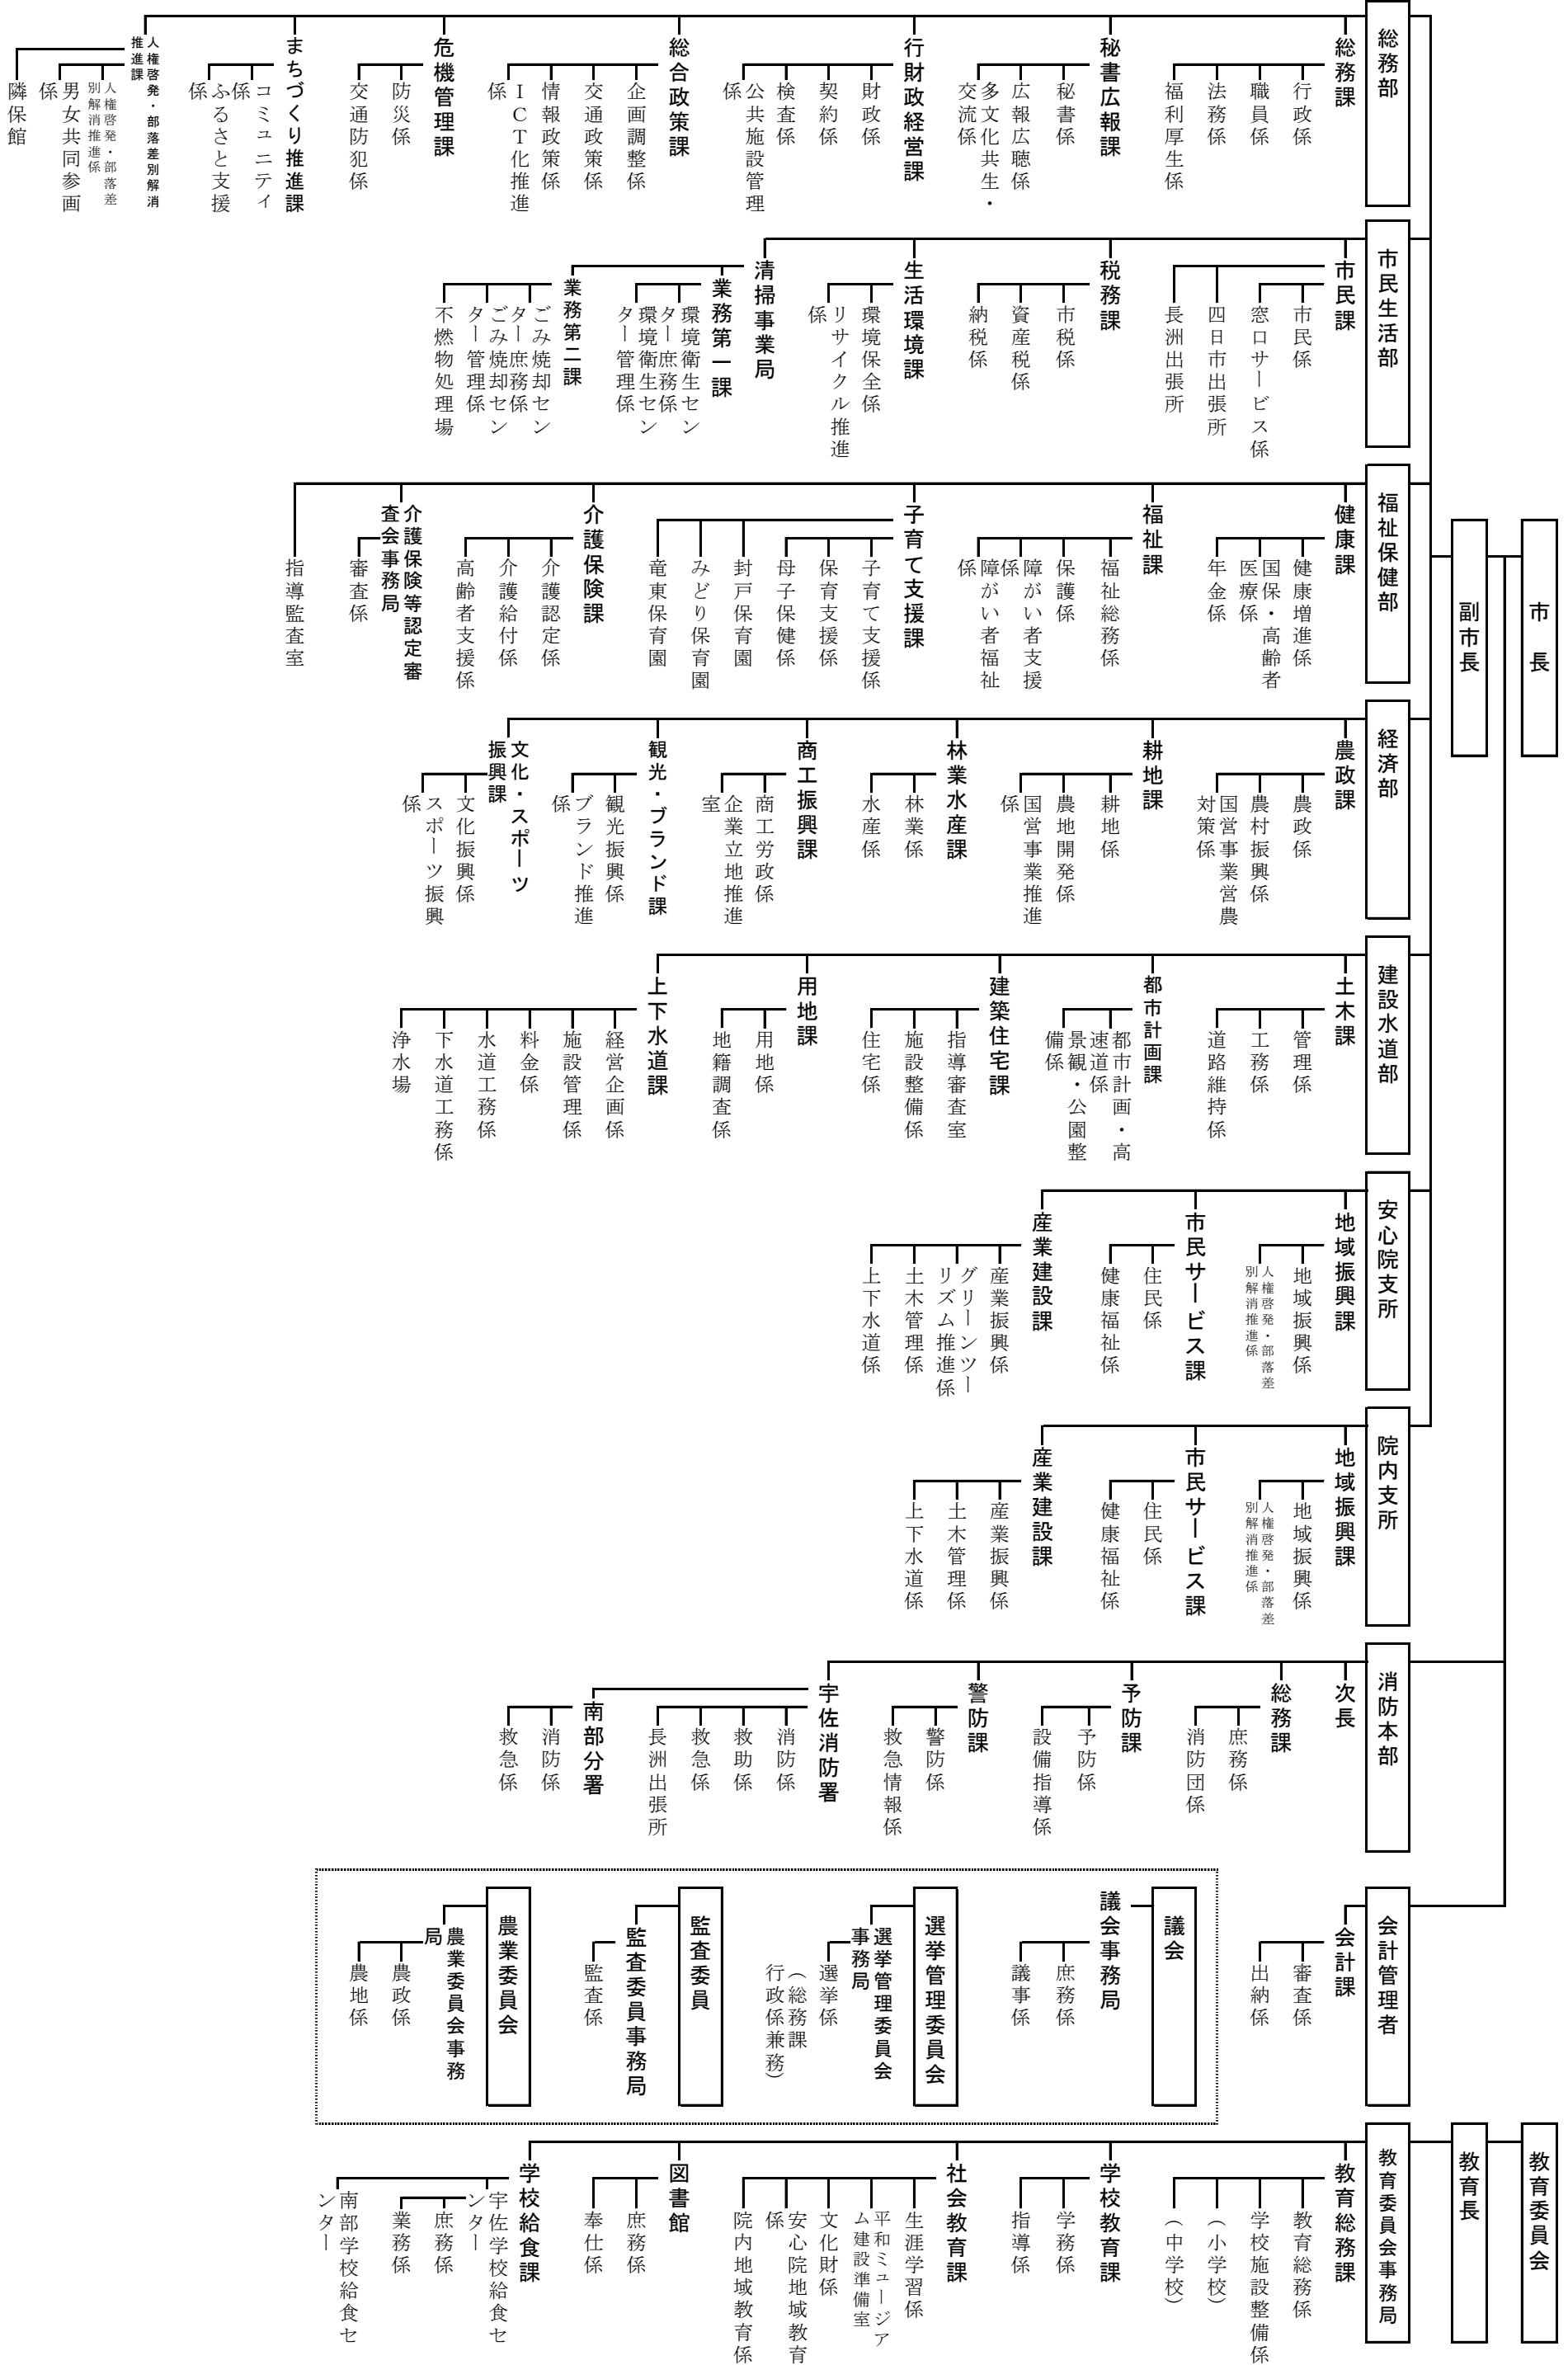 市長
副市長
総務部
総務課
行政係
職員係
法務係
福利厚生係
秘書広報課
秘書係
広報広聴係
多文化共生・
交流係
行財政経営課
財政係
契約係
検査係
公共施設管理
係
総合政策課
企画調整係
交通政策係
情報政策係
ICT化推進
係
危機管理課
防災係
交通防犯係
まちづくり推進課
コミュニティ
係
ふるさと支援
係
人権啓発・部落差別解消
推進課
人権啓発・部落差
別解消推進係
男女共同参画
係
隣保館
市民生活部
市民課
市民係
窓口サービス係
四日市出張所
長洲出張所
税務課
市税係
資産税係
納税係
生活環境課
環境保全係
リサイクル推進
係
清掃事業局
業務第一課
環境衛生セン
ター庶務係
環境衛生セン
ター管理係
業務第二課
ごみ焼却セン
ター庶務係
ごみ焼却セン
ター管理係
不燃物処理場
福祉保健部
健康課
健康増進係
国保・高齢者
医療係
年金係
福祉課
福祉総務係
保護係
障がい者支援
係
障がい者福祉
係
子育て支援課
子育て支援係
保育支援係
母子保健係
封戸保育園
みどり保育園
竜東保育園
介護保険課
介護認定係
介護給付係
高齢者支援係
介護保険等認定審
査会事務局
審査係
指導監査室
経済部
農政課
農政係
農村振興係
国営事業営農
対策係
耕地課
耕地係
農地開発係
国営事業推進
係
林業水産課
林業係
水産係
商工振興課
商工労政係
企業立地推進
室
観光・ブランド課
観光振興係
ブランド推進
係
文化・スポーツ
振興課
文化振興係
スポーツ振興
係
建設水道部
土木課
管理係
工務係
道路維持係
都市計画課
都市計画・高
速道係
景観・公園整
備係
建築住宅課
指導審査室
施設整備係
住宅係
用地課
用地係
地籍調査係
上下水道課
経営企画係
施設管理係
料金係
水道工務係
下水道工務係
浄水場
安心院支所
地域振興課
地域振興係
人権啓発・部落差
別解消推進係
市民サービス課
住民係
健康福祉係
産業建設課
産業振興係
グリーンツー
リズム推進係
土木管理係
上下水道係
院内支所
地域振興課
地域振興係
人権啓発・部落差
別解消推進係
市民サービス課
住民係
健康福祉係
産業建設課
産業振興係
土木管理係
上下水道係
消防本部
次長
総務課
庶務係
消防団係
予防課
予防係
設備指導係
警防課
警防係
救急情報係
宇佐消防署
消防係
救助係
救急係
長洲出張所
南部分署
消防係
救急係
会計管理者
会計課
審査係
出納係
議会
議会事務局
庶務係
議事係
選挙管理委員会
選挙管理委員会
事務局
選挙係
（総務課
行政係兼務）
監査委員
監査委員事務局
監査係
農業委員会
農業委員会事務
局
農政係
農地係
教育委員会
教育長
教育委員会事務局
教育総務課
教育総務係
学校施設整備係
（小学校）
（中学校）
学校教育課
学務係
指導係
社会教育課
生涯学習係
平和ミュージア
ム建設準備室
文化財係
安心院地域教育
係
院内地域教育係
図書館
庶務係
奉仕係
学校給食課
宇佐学校給食セ
ンター
庶務係
業務係
南部学校給食セ
ンター